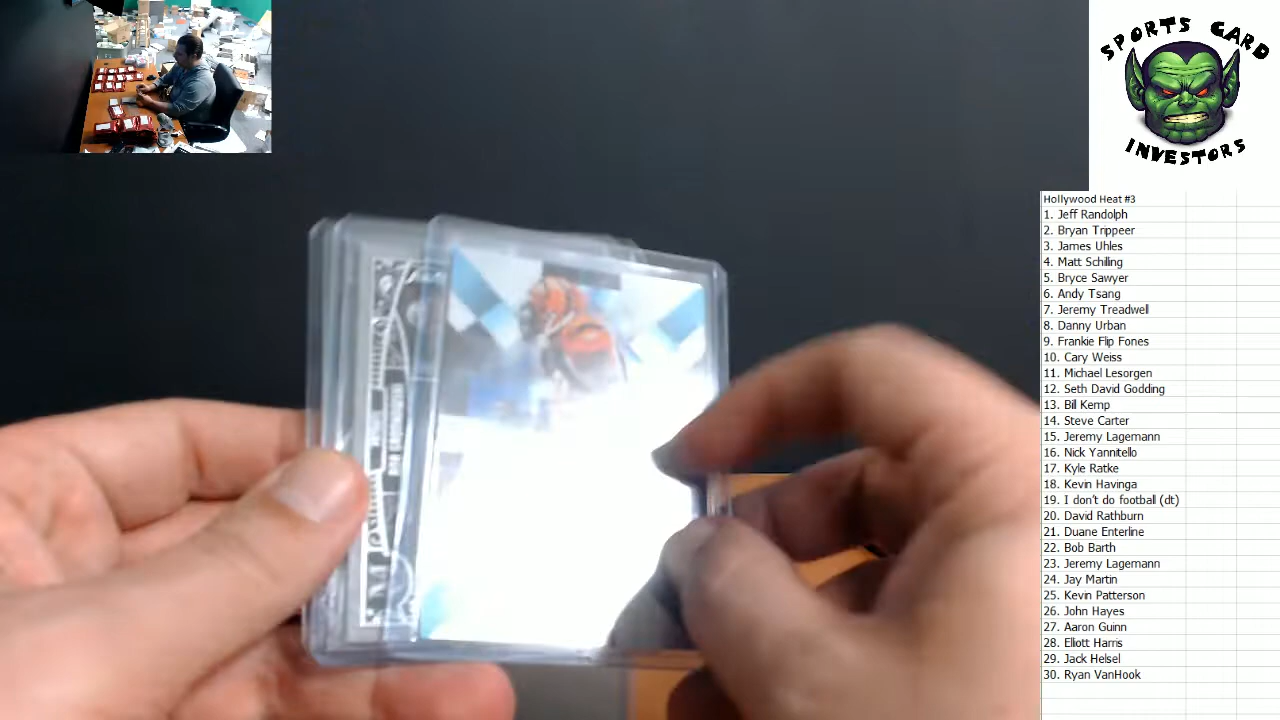 SPORTS CARD
INVESTORS
Hollywood Heat #3
1. Jeff Randolph
2. Bryan Trippeer
3. James Uhles
4. Matt Schiling
5. Bryce Sawyer
6. Andy Tsang
7. Jeremy Treadwell
8. Danny Urban
9. Frankie Flip Fones
10. Cary Weiss
11. Michael Lesorgen
12. Seth David Godding
13. Bill Kemp
14. Steve Carter
15. Jeremy Lagemann
16. Nick Yannitello
17. Kyle Ratke
18. Kevin Havinga
19. I don't do football (dt)
20. David Rathburn
21. Duane Enterline
22. Bob Barth
23. Jeremy Lagemann
24. Jay Martin
25. Kevin Patterson
26. John Hayes
27. Aaron Guinn
28. Eliott Harris
29. Jack Helsel
30. Ryan VanHook